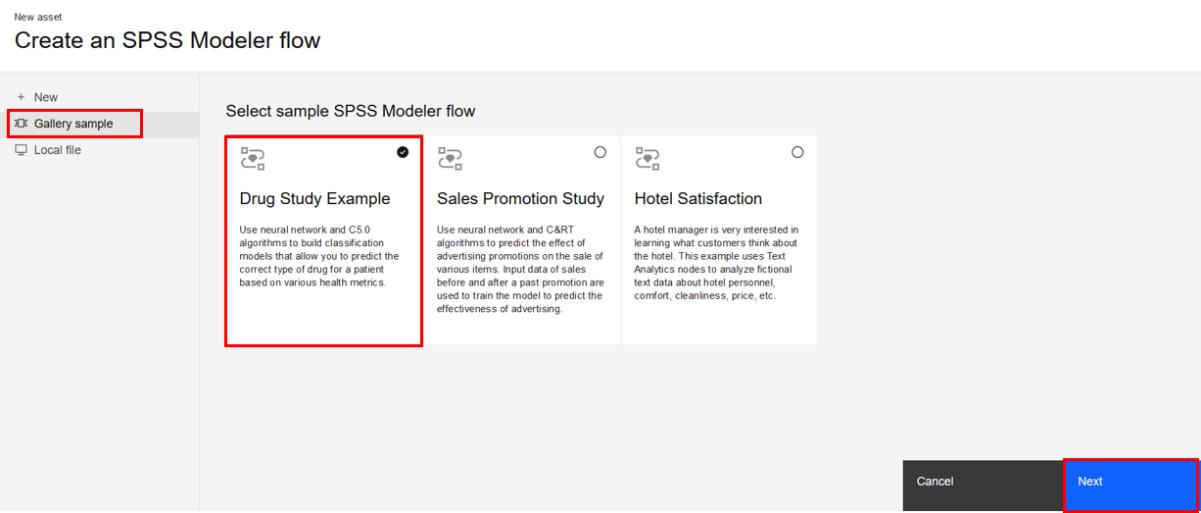 New asset
Create an SPSS Modeler flow
+ New
Gallery sample
Local file
Select sample SPSS Modeler flow
Drug Study Example
Use neural network and C5.0
algorithms to build classification
models that allow you to predict the
correct type of drug for a patient
based on various health metrics.
Sales Promotion Study
Use neural network and C&RT
algorithms to predict the effect of
advertising promotions on the sale of
various items. Input data of sales
before and after a past promotion are
used to train the model to predict the
effectiveness of advertising.
Hotel Satisfaction
A hotel manager is very interested in
learning what customers think about
the hotel. This example uses Text
Analytics nodes to analyze fictional
text data about hotel personnel,
comfort, cleanliness, price, etc.
Cancel
Next